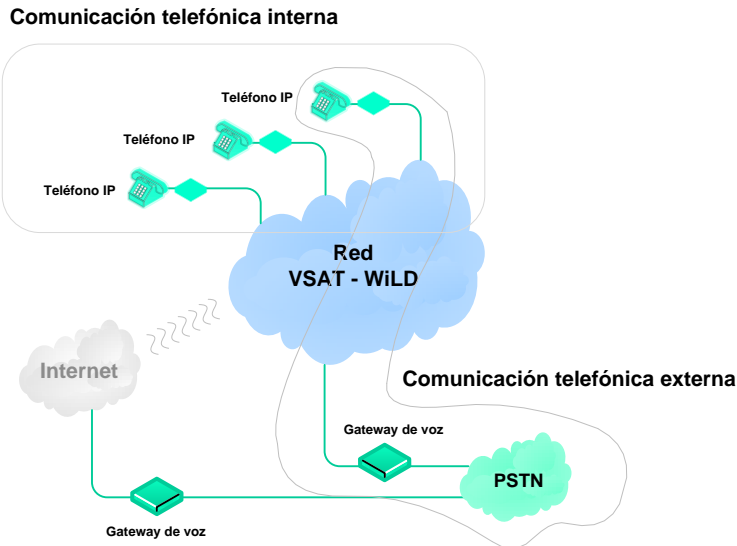 Comunicación telefónica interna
Teléfono IP
Teléfono IP
Teléfono IP
Red
VSAT - WiLD
Internet
Comunicación telefónica externa
Gateway de voz
PSTN
Gateway de voz